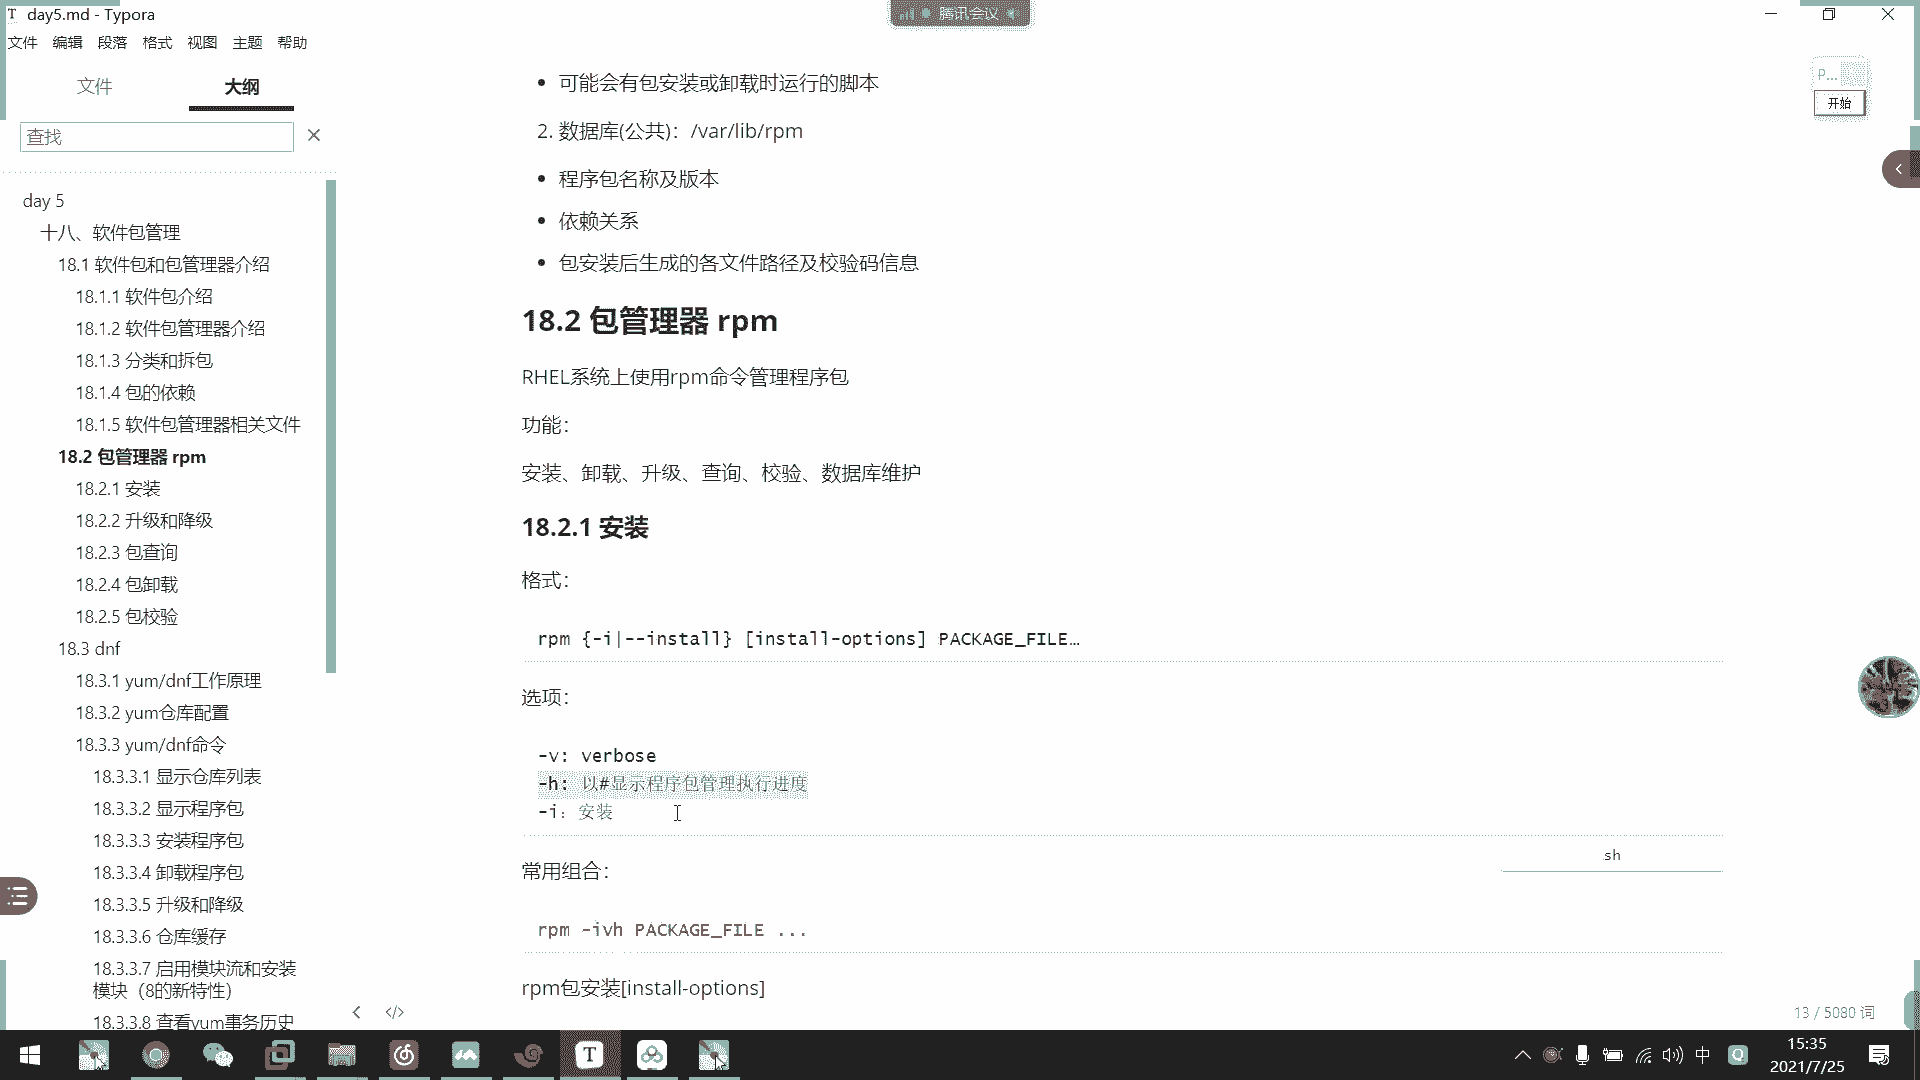 day5.md - Typora
腾讯会议
文件 编辑 段落 格式 视图 主题 帮助
文件 大纲
查找
day 5
十八、软件包管理
18.1 软件包和包管理器介绍
18.1.1 软件包介绍
18.1.2 软件包管理器介绍
18.1.3 分类和拆包
18.1.4 包的依赖
18.1.5 软件包管理器相关文件
18.2 包管理器 rpm
18.2.1 安装
18.2.2 升级和降级
18.2.3 包查询
18.2.4 包卸载
18.2.5 包校验
18.3 dnf
18.3.1 yum/dnf工作原理
18.3.2 yum仓库配置
18.3.3 yum/dnf命令
18.3.3.1 显示仓库列表
18.3.3.2 显示程序包
18.3.3.3 安装程序包
18.3.3.4 卸载程序包
18.3.3.5 升级和降级
18.3.3.6 仓库缓存
18.3.3.7 启用模块流和安装
模块（8的新特性）
18.3.3.8 查看yum事务历史
• 可能会有包安装或卸载时运行的脚本
2. 数据库(公共)：/var/lib/rpm
• 程序包名称及版本
• 依赖关系
• 包安装后生成的各文件路径及校验码信息
18.2 包管理器 rpm
RHEL系统上使用rpm命令管理程序包
功能：
安装、卸载、升级、查询、校验、数据库维护
18.2.1 安装
格式：
rpm {-i|--install} [install-options] PACKAGE_FILE…
选项：
-v: verbose
-h: 以#显示程序包管理执行进度
-i：安装
sh
常用组合：
rpm -ivh PACKAGE_FILE ...
rpm包安装[install-options]
P...
开始
13 / 5080 词
中
15:35
2021/7/25